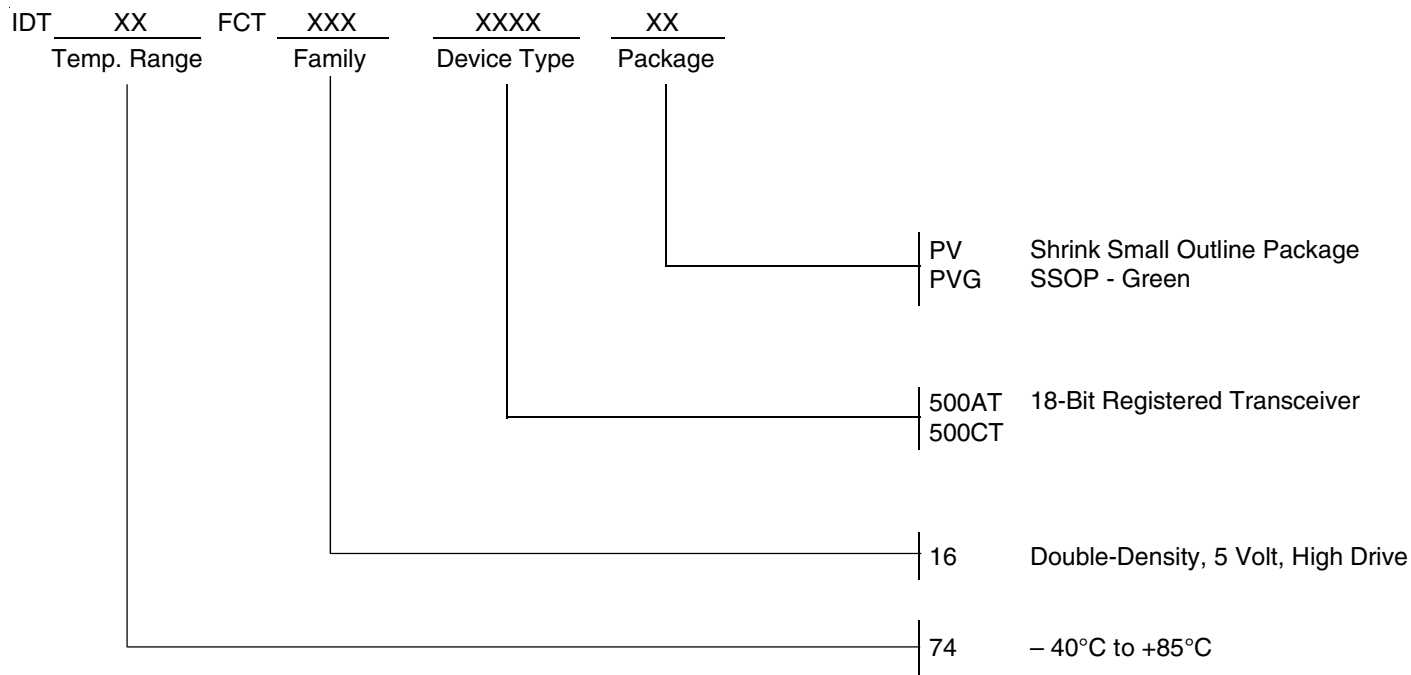 IDT XX FCT XXX XXXX XX
Temp. Range Family Device Type Package
PV Shrink Small Outline Package
PVG SSOP - Green
500AT 18-Bit Registered Transceiver
500CT
16 Double-Density, 5 Volt, High Drive
74 – 40°C to +85°C